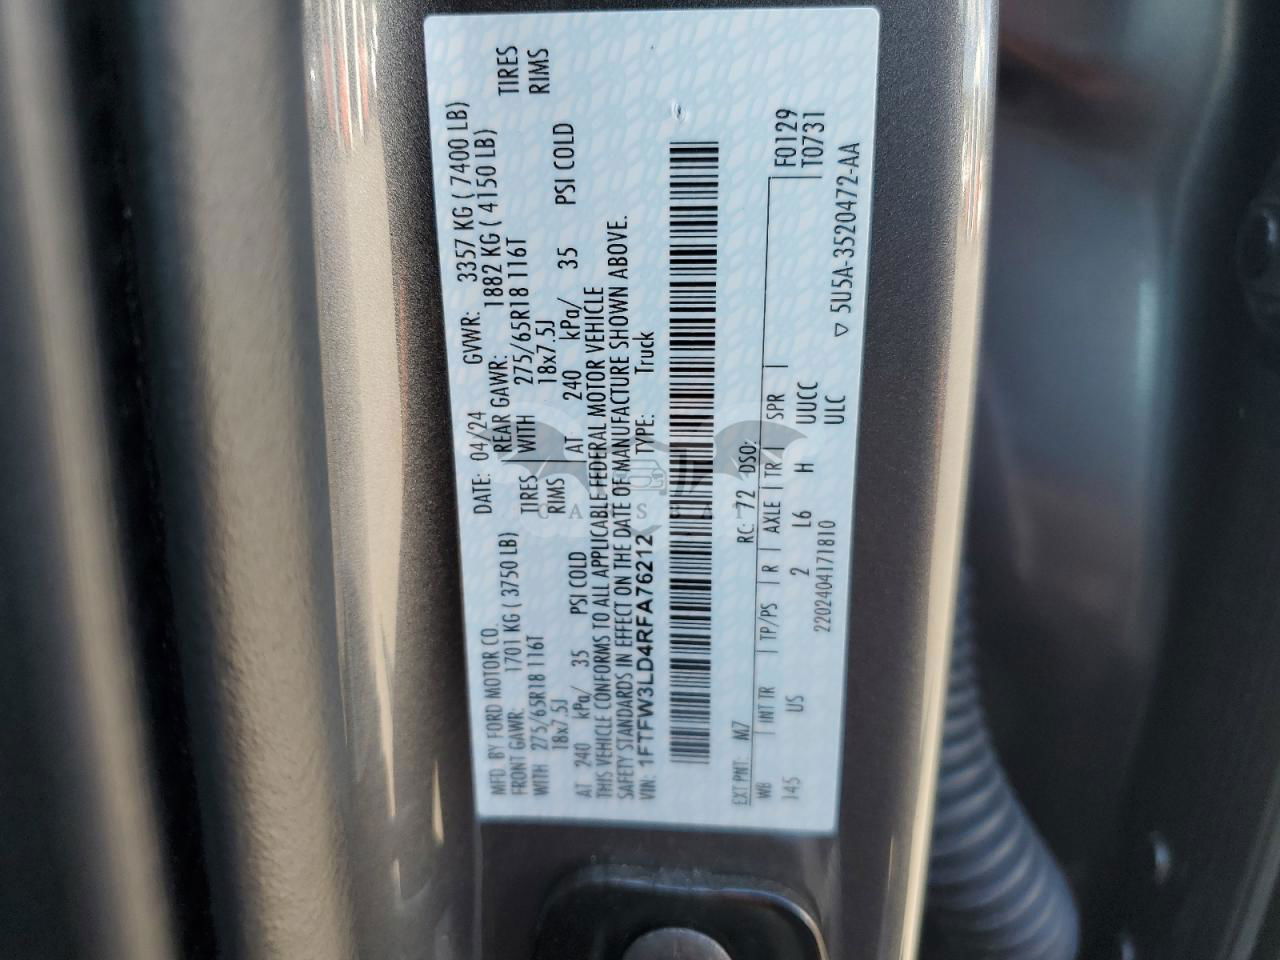 MFD. BY FORD MOTOR CO.
DATE: 04/24 GVWR: 3357 KG ( 7400 LB)
FRONT GAWR: 1701 KG ( 3750 LB) REAR GAWR: 1882 KG ( 4150 LB)
WITH 275/65R18 116T TIRES WITH 275/65R18 116T TIRES
18x7.5J RIMS 18x7.5J RIMS
AT 240 kPa/ 35 PSI COLD AT 240 kPa/ 35 PSI COLD
THIS VEHICLE CONFORMS TO ALL APPLICABLE FEDERAL MOTOR VEHICLE
SAFETY STANDARDS IN EFFECT ON THE DATE OF MANUFACTURE SHOWN ABOVE.
VIN: 1FTFW3LD4RFA76212 TYPE: Truck
EXT PNT: M7 RC: 72 DSO: F0129
WB INT TR TP/PS R AXLE TR SPR T0731
145 US 2 L6 H UUCC
2202404171810 ULC ▽ 5U5A-3520472-AA